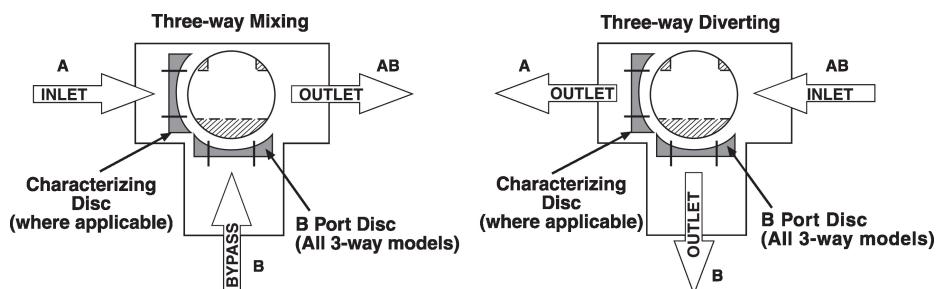 Three-way Mixing
A
AB
INLET
OUTLET
Characterizing
Disc
(where applicable)
B Port Disc
(All 3-way models)
BYPASS
B
Three-way Diverting
A
AB
OUTLET
INLET
Characterizing
Disc
(where applicable)
B Port Disc
(All 3-way models)
OUTLET
B